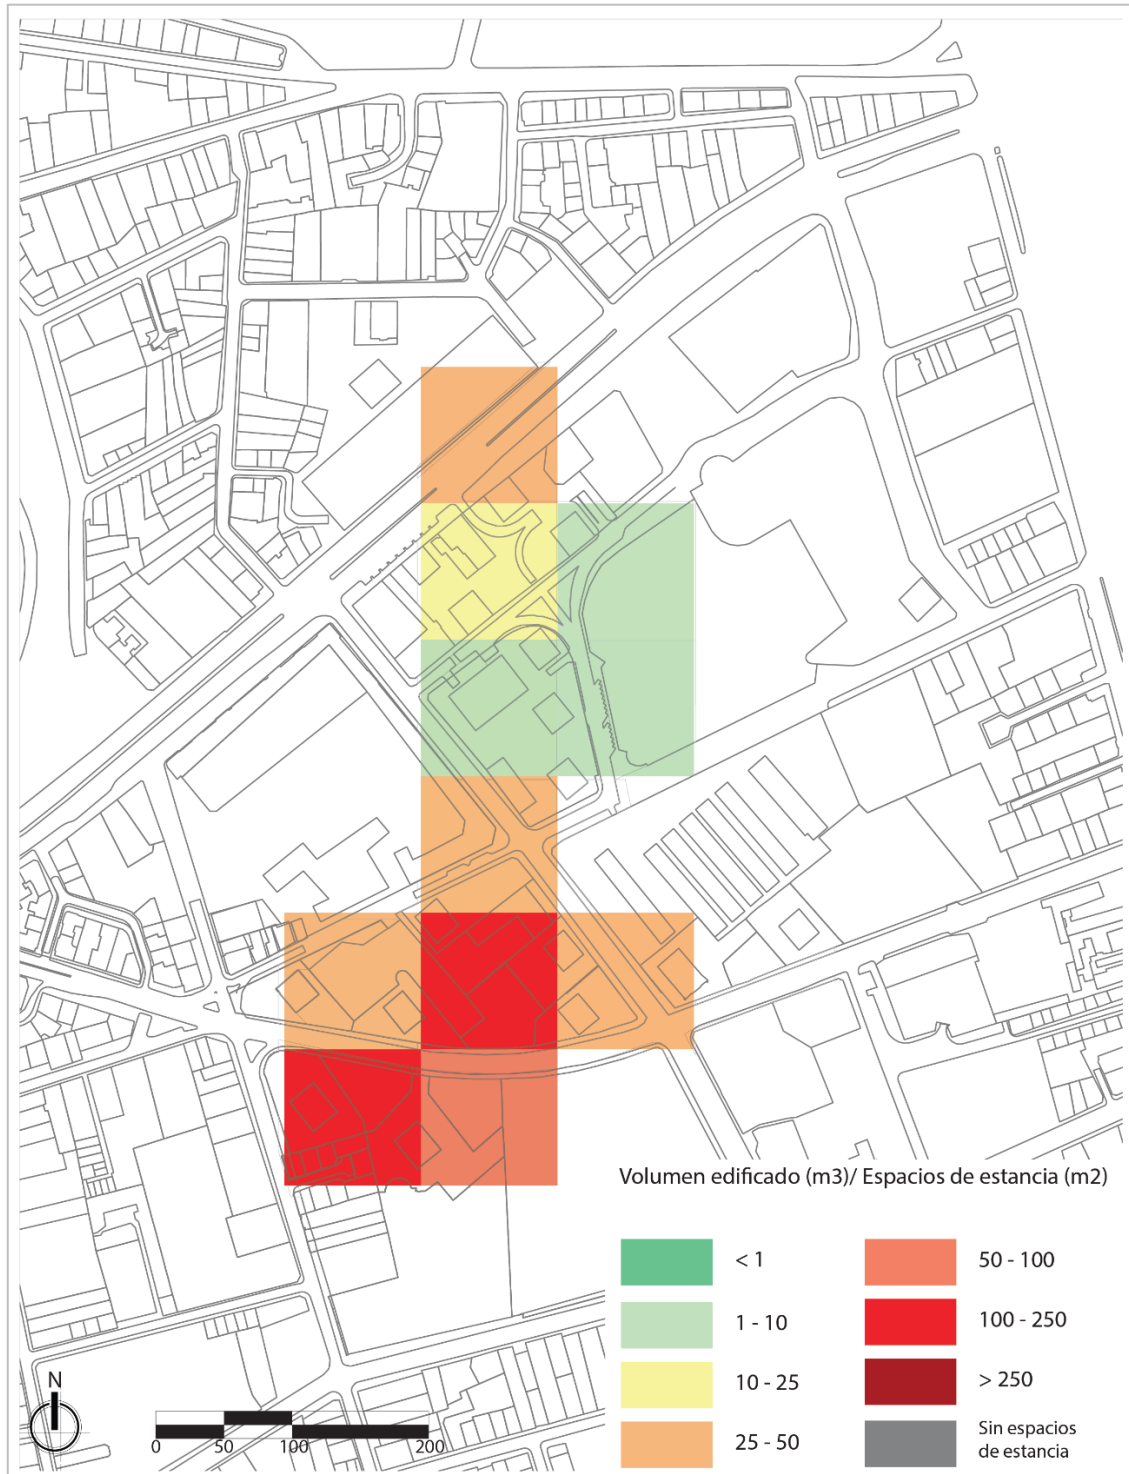 Volumen edificado (m3)/ Espacios de estancia (m2)
< 1
1 - 10
10 - 25
25 - 50
50 - 100
100 - 250
> 250
Sin espacios
de estancia
N
0 50 100 200